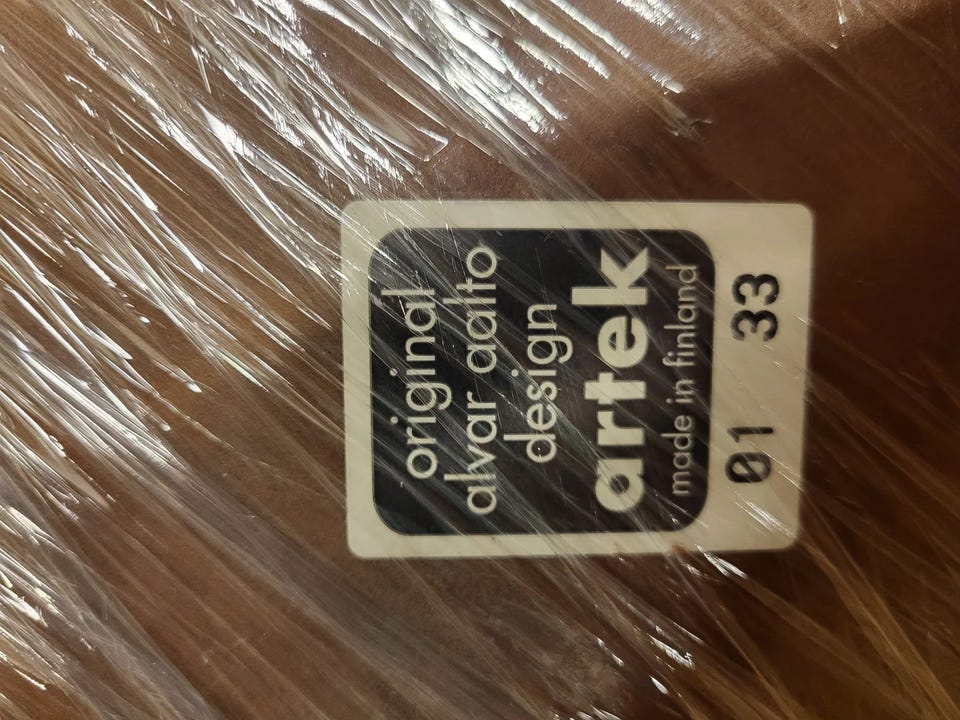 original
alvar aalto
design
artek
made in finland
01 33